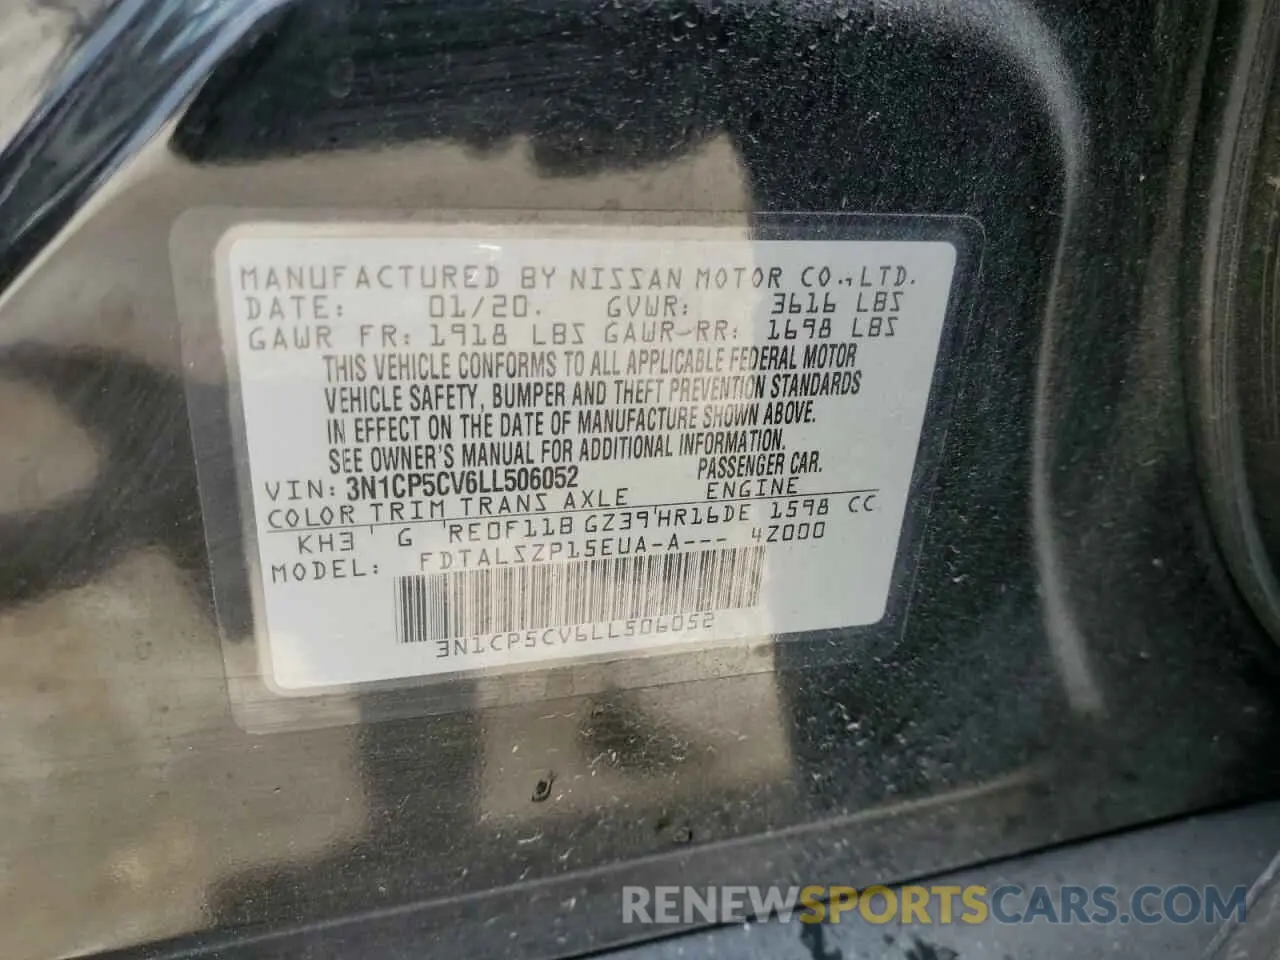 MANUFACTURED BY NISSAN MOTOR CO.,LTD.
DATE: 01/20. GVWR: 3616 LBS
GAWR FR: 1918 LBS GAWR-RR: 1698 LBS
THIS VEHICLE CONFORMS TO ALL APPLICABLE FEDERAL MOTOR
VEHICLE SAFETY, BUMPER AND THEFT PREVENTION STANDARDS
IN EFFECT ON THE DATE OF MANUFACTURE SHOWN ABOVE.
SEE OWNER'S MANUAL FOR ADDITIONAL INFORMATION.
VIN: 3N1CP5CV6LL506052 PASSENGER CAR.
COLOR TRIM TRANS AXLE ENGINE
KH3 G RE0F11B GZ39 HR16DE 1598 CC
MODEL: FDTALSZP15EUA-A--- 4Z000
3N1CP5CV6LL506052
RENEWSPORTSCARS.COM